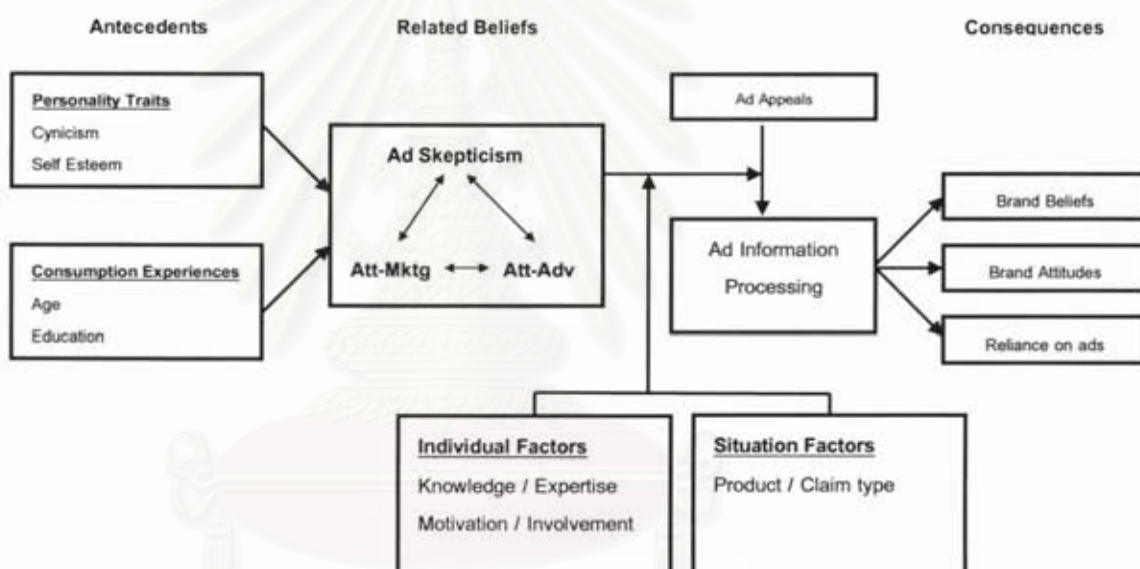 Antecedents
Related Beliefs
Consequences
Personality Traits
Cynicism
Self Esteem
Consumption Experiences
Age
Education
Ad Skepticism
Att-Mktg
Att-Adv
Ad Appeals
Ad Information
Processing
Brand Beliefs
Brand Attitudes
Reliance on ads
Individual Factors
Knowledge / Expertise
Motivation / Involvement
Situation Factors
Product / Claim type